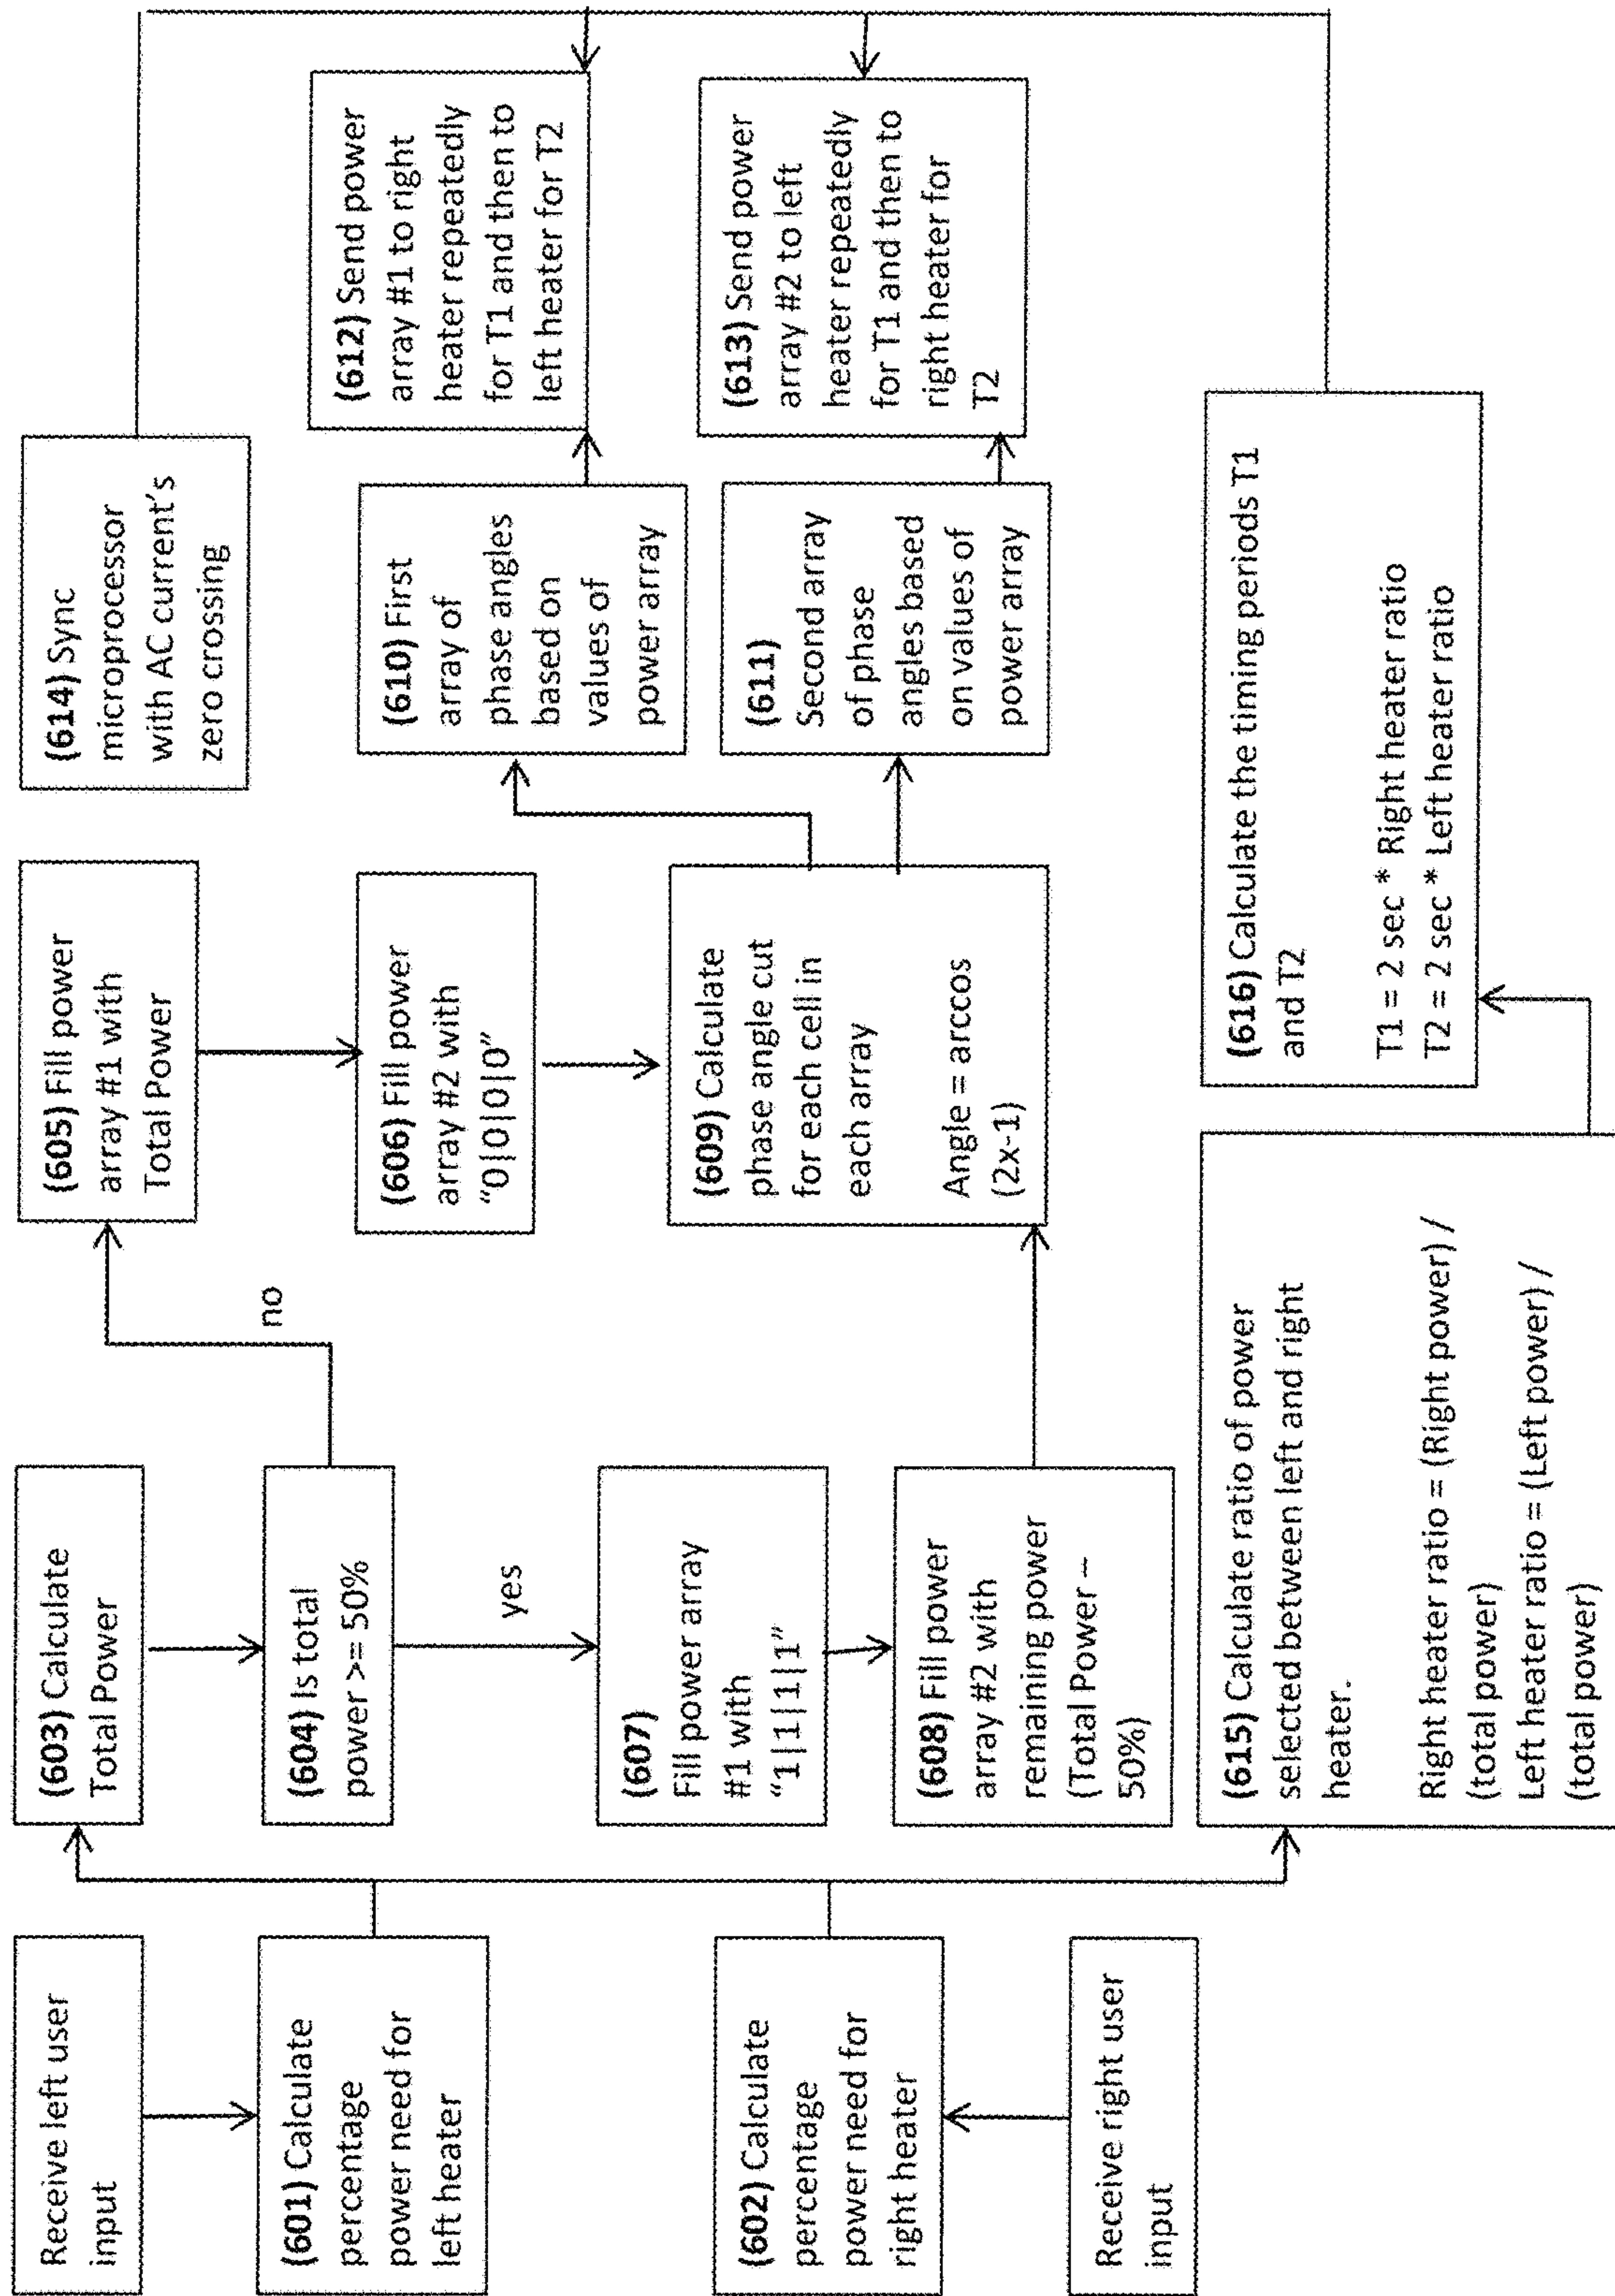 Receive left user
input
(601) Calculate
percentage
power need for
left heater
(602) Calculate
percentage
power need for
right heater
Receive right user
input
(603) Calculate
Total Power
(604) Is total
power >= 50%
no
yes
(607)
Fill power array
#1 with
"1|1|1|1"
(608) Fill power
array #2 with
remaining power
(Total Power –
50%)
(615) Calculate ratio of power
selected between left and right
heater.
Right heater ratio = (Right power) /
(total power)
Left heater ratio = (Left power) /
(total power)
(605) Fill power
array #1 with
Total Power
(606) Fill power
array #2 with
"0|0|0|0"
(609) Calculate
phase angle cut
for each cell in
each array
Angle = arccos
(2x-1)
(616) Calculate the timing periods T1
and T2
T1 = 2 sec * Right heater ratio
T2 = 2 sec * Left heater ratio
(614) Sync
microprocessor
with AC current's
zero crossing
(610) First
array of
phase angles
based on
values of
power array
(611)
Second array
of phase
angles based
on values of
power array
(612) Send power
array #1 to right
heater repeatedly
for T1 and then to
left heater for T2
(613) Send power
array #2 to left
heater repeatedly
for T1 and then to
right heater for
T2